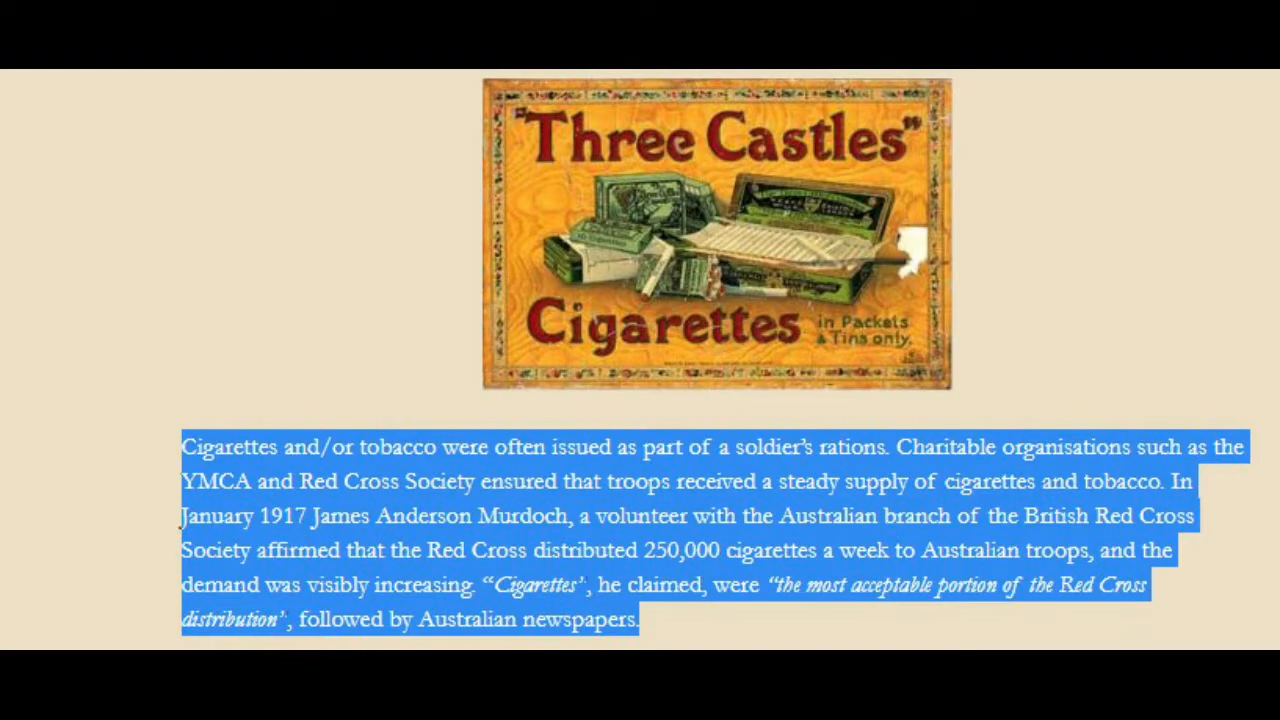 "Three Castles"
Cigarettes
in Packets
& Tins only.
Cigarettes and/or tobacco were often issued as part of a soldier's rations. Charitable organisations such as the
YMCA and Red Cross Society ensured that troops received a steady supply of cigarettes and tobacco. In
January 1917 James Anderson Murdoch, a volunteer with the Australian branch of the British Red Cross
Society affirmed that the Red Cross distributed 250,000 cigarettes a week to Australian troops, and the
demand was visibly increasing. "Cigarettes", he claimed, were "the most acceptable portion of the Red Cross
distribution", followed by Australian newspapers.